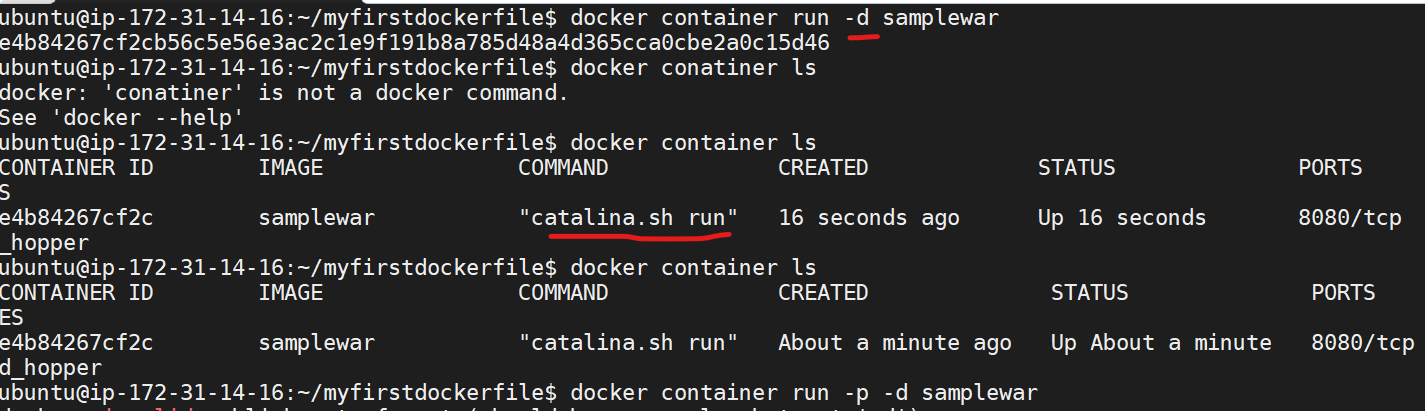 ubuntu@ip-172-31-14-16:~/myfirstdockerfile$ docker container run -d samplewar
e4b84267cf2cb56c5e56e3ac2c1e9f191b8a785d48a4d365cca0cbe2a0c15d46
ubuntu@ip-172-31-14-16:~/myfirstdockerfile$ docker conatiner ls
docker: 'conatiner' is not a docker command.
See 'docker --help'
ubuntu@ip-172-31-14-16:~/myfirstdockerfile$ docker container ls
CONTAINER ID        IMAGE               COMMAND             CREATED             STATUS              PORTS
S
e4b84267cf2c        samplewar           "catalina.sh run"   16 seconds ago      Up 16 seconds       8080/tcp
_hopper
ubuntu@ip-172-31-14-16:~/myfirstdockerfile$ docker container ls
CONTAINER ID        IMAGE               COMMAND             CREATED              STATUS              PORTS
ES
e4b84267cf2c        samplewar           "catalina.sh run"   About a minute ago   Up About a minute   8080/tcp
d_hopper
ubuntu@ip-172-31-14-16:~/myfirstdockerfile$ docker container run -p -d samplewar